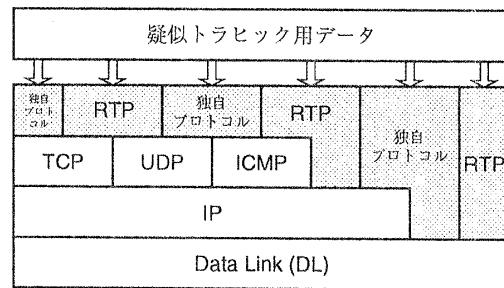 疑似トラヒック用データ
独自
プロト
コル
RTP
独自
プロトコル
RTP
独自
プロトコル
RTP
TCP
UDP
ICMP
IP
Data Link (DL)